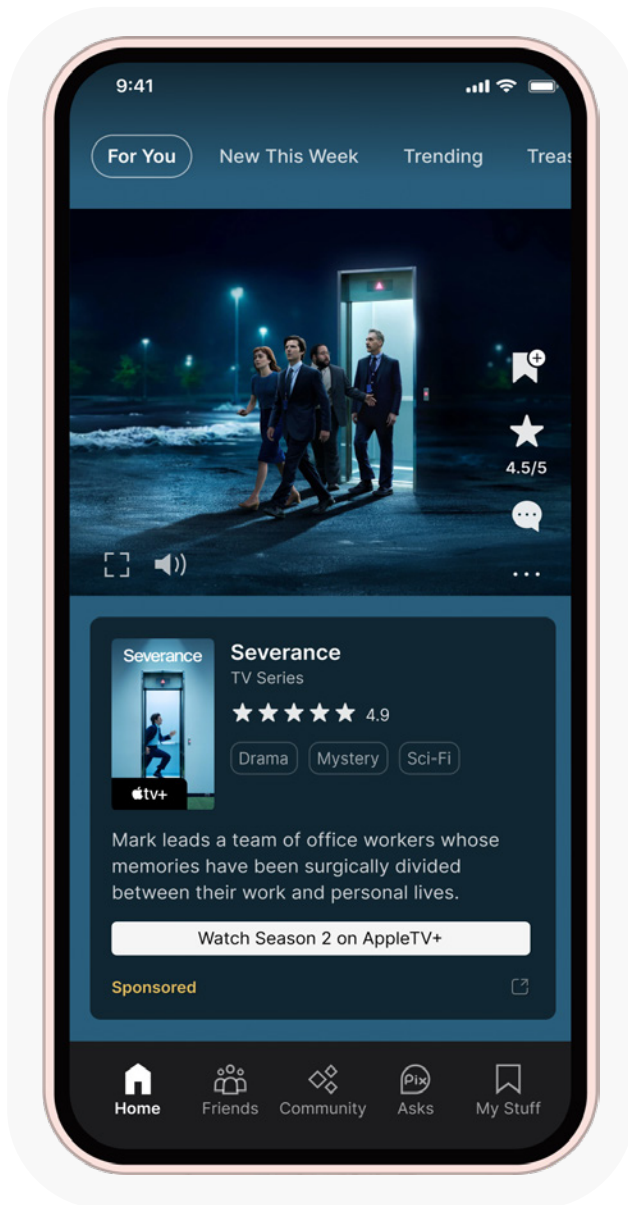 9:41
For You New This Week Trending Treas
4.5/5
Severance
Severance
TV Series
4.9
Drama Mystery Sci-Fi
tv+
Mark leads a team of office workers whose
memories have been surgically divided
between their work and personal lives.
Watch Season 2 on AppleTV+
Sponsored
Pix
Home Friends Community Asks My Stuff